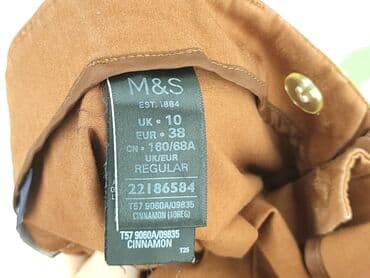 M&S
EST. 1884
UK • 10
EUR • 38
CN • 160/68A
UK/EUR
REGULAR
22186584
T57 9060A/09835
CINNAMON (10REG)
T57 9060A/09835
CINNAMON
T25